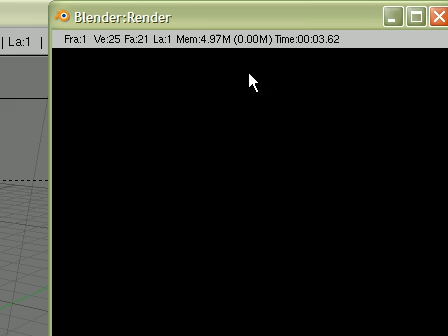 Blender:Render
| La:1 |
Fra:1 Ve:25 Fa:21 La:1 Mem:4.97M (0.00M) Time:00:03.62